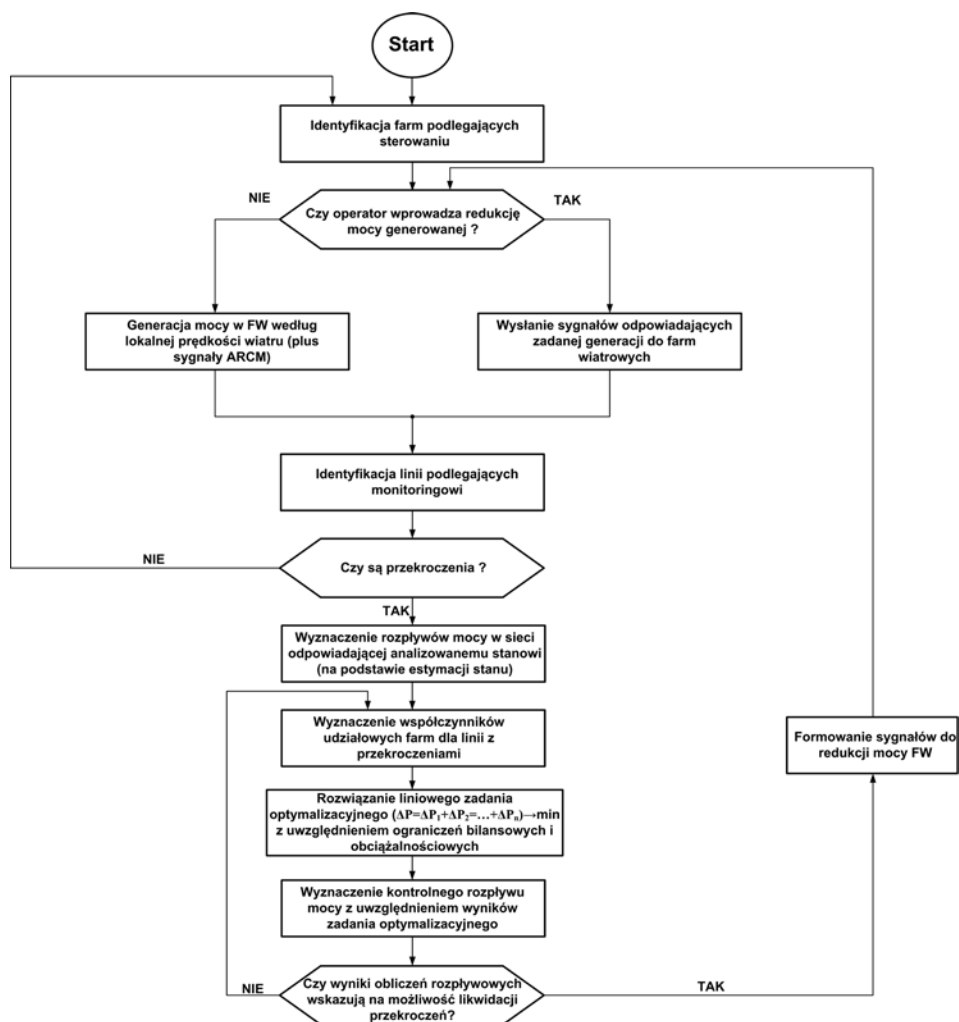 Start
Identyfikacja farm podlegających
sterowaniu
NIE
TAK
Czy operator wprowadza redukcję
mocy generowanej ?
Generacja mocy w FW według
lokalnej prędkości wiatru (plus
sygnały ARCM)
Wysłanie sygnałów odpowiadających
zadanej generacji do farm
wiatrowych
Identyfikacja linii podlegających
monitoringowi
NIE
Czy są przekroczenia ?
TAK
Wyznaczenie rozpływów mocy w sieci
odpowiadającej analizowanemu stanowi
(na podstawie estymacji stanu)
Wyznaczenie współczynników
udziałowych farm dla linii z
przekroczeniami
Formowanie sygnałów do
redukcji mocy FW
Rozwiązanie liniowego zadania
optymalizacyjnego (ΔP=ΔP₁+ΔP₂=...+ΔPₙ)→min
z uwzględnieniem ograniczeń bilansowych i
obciążalnościowych
Wyznaczenie kontrolnego rozpływu
mocy z uwzględnieniem wyników
zadania optymalizacyjnego
NIE
Czy wyniki obliczeń rozpływowych
wskazują na możliwość likwidacji
przekroczeń?
TAK